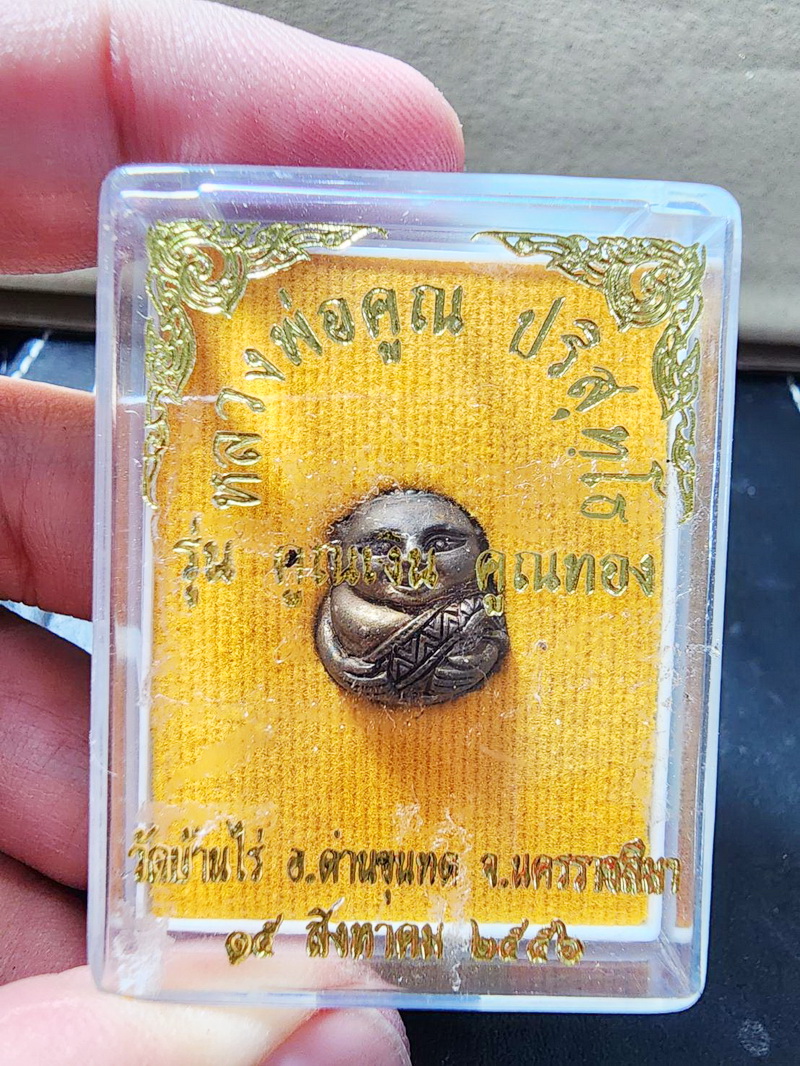 หลวงพ่อคูณ ปริสุทฺโธ
รุ่น คูณเงิน คูณทอง
วัดบ้านไร่ อ.ด่านขุนทด จ.นครราชสีมา
๑๕ สิงหาคม ๒๕๕๖